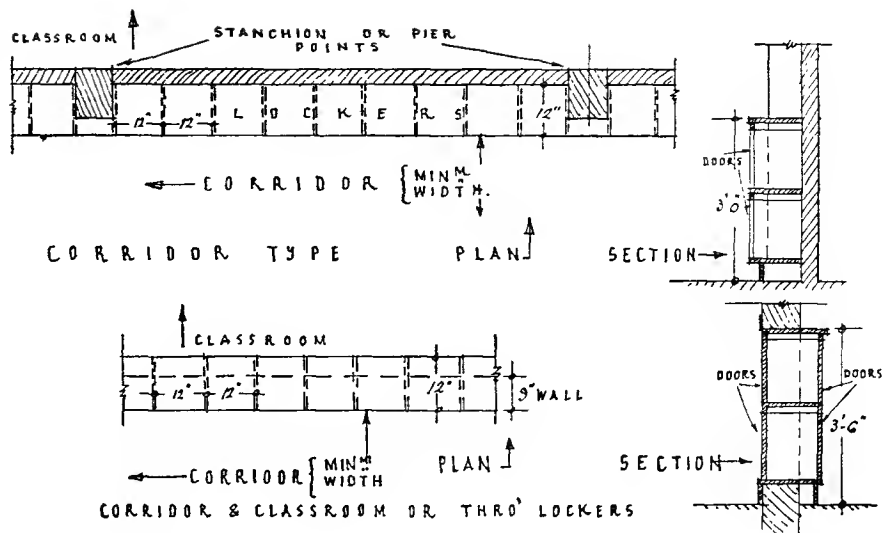 CLASSROOM
STANCHION OR PIER
POINTS
12" 12" LOCKERS 12"
CORRIDOR { MINM WIDTH.
CORRIDOR TYPE PLAN
DOORS
3'-0"
SECTION
CLASSROOM
12" 12" 12" 9" WALL
CORRIDOR { MINM WIDTH
PLAN
CORRIDOR & CLASSROOM OR THRO' LOCKERS
DOORS DOORS
3'-6"
SECTION